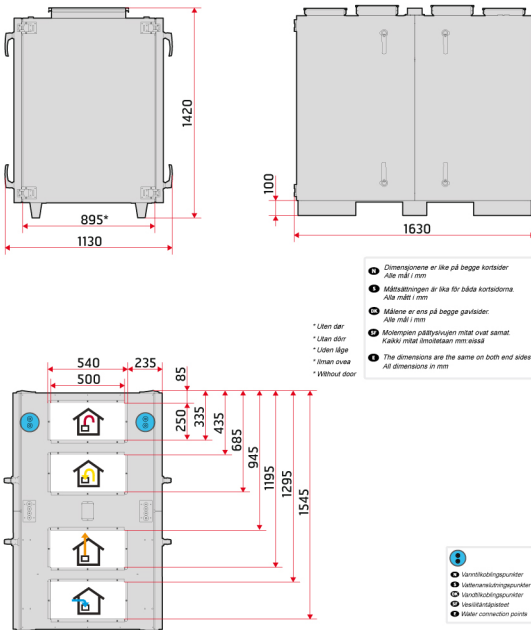 1420
895*
1130
100
1630
N Dimensjonene er like på begge kortsider
Alle mål i mm
S Måttsättningen är lika för båda kortsidorna.
Alla mått i mm
DK Målene er ens på begge gavlsider.
Alle mål i mm
SF Molempien päätysivujen mitat ovat samat.
Kaikki mitat ilmoitetaan mm:eissä
E The dimensions are the same on both end sides
All dimensions in mm
* Uten dør
* Utan dörr
* Uden låge
* Ilman ovea
* Without door
540
235
500
85
250
335
435
685
945
1195
1295
1545
N Vanntilkoblingspunkter
S Vattenanslutningspunkter
DK Vandtilkoblingspunkter
SF Vesiliitäntäpisteet
E Water connection points